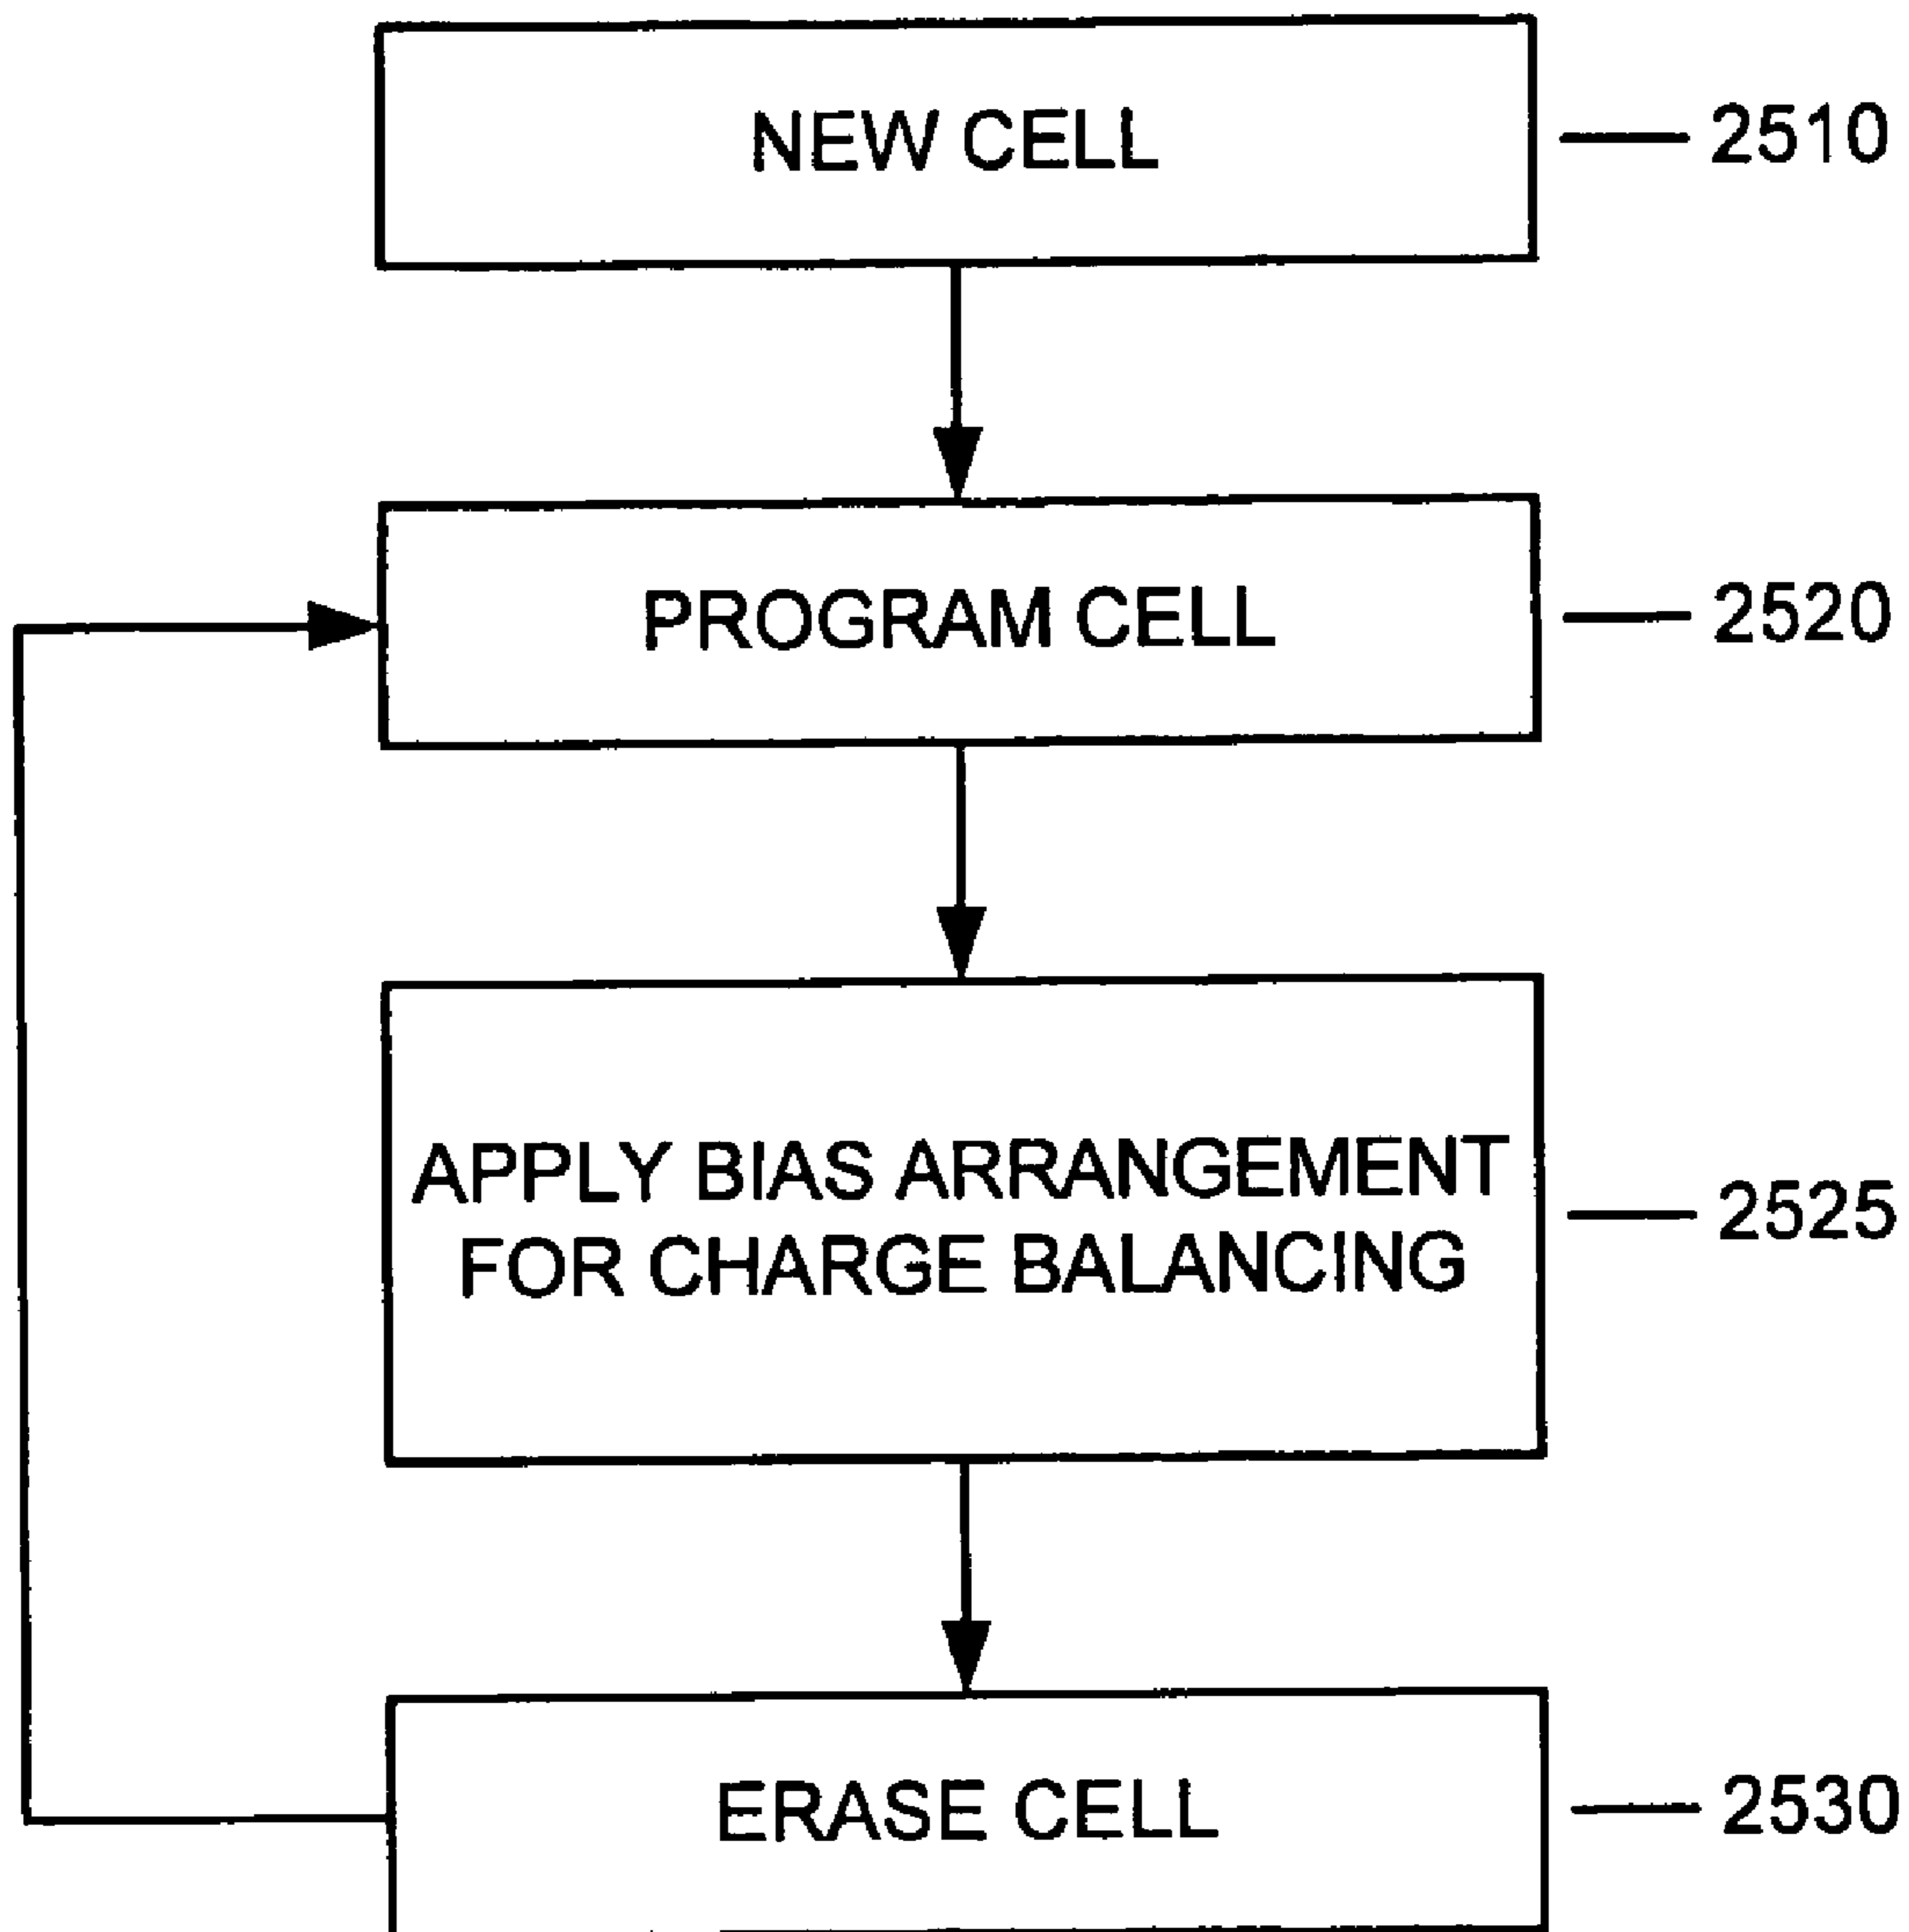 NEW CELL
2510
PROGRAM CELL
2520
APPLY BIAS ARRANGEMENT
FOR CHARGE BALANCING
2525
ERASE CELL
2530